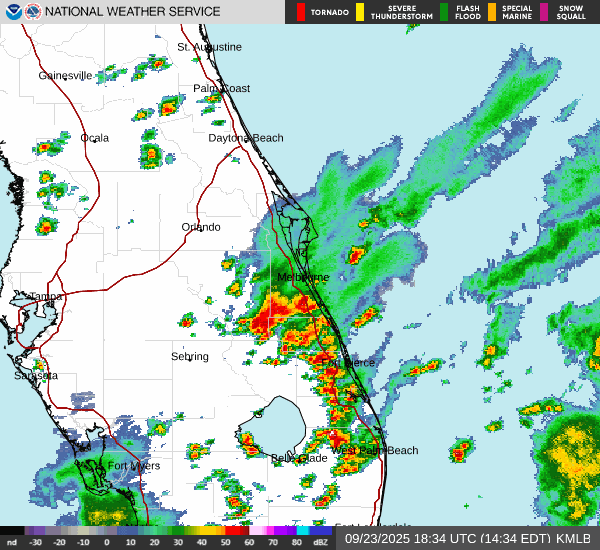 NATIONAL WEATHER SERVICE
TORNADO
SEVERE THUNDERSTORM
FLASH FLOOD
SPECIAL MARINE
SNOW SQUALL
St. Augustine
Gainesville
Palm Coast
Ocala
Daytona Beach
Orlando
Melbourne
Tampa
Sebring
Pierce
Sarasota
West Palm Beach
Belle Glade
Fort Myers
nd -30 -20 -10 0 10 20 30 40 50 60 70 80 dBZ
09/23/2025 18:34 UTC (14:34 EDT) KMLB